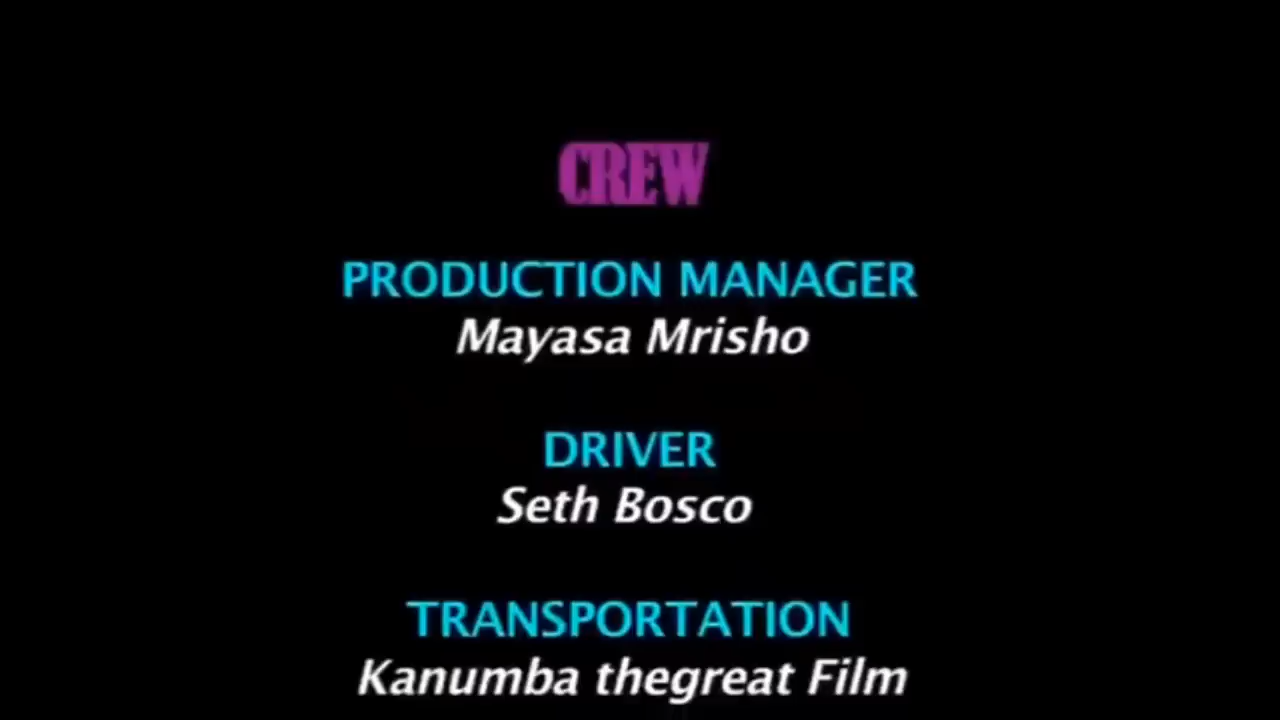 CREW
PRODUCTION MANAGER
Mayasa Mrisho
DRIVER
Seth Bosco
TRANSPORTATION
Kanumba thegreat Film